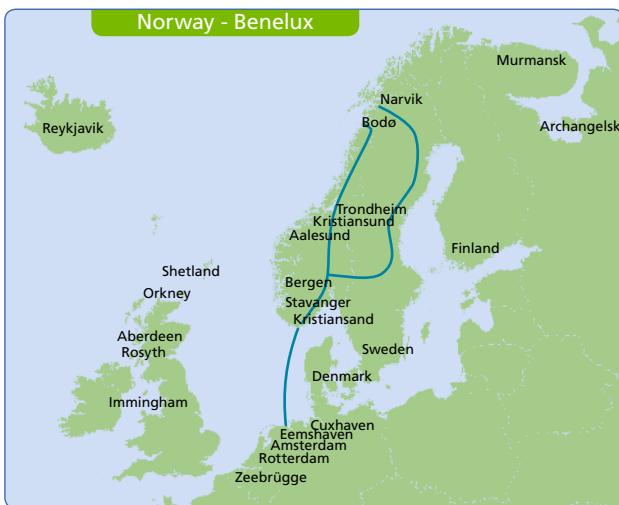 Norway - Benelux
Murmansk
Narvik
Reykjavik
Bodø
Archangelsk
Trondheim
Kristiansund
Aalesund
Finland
Shetland
Bergen
Orkney
Stavanger
Kristiansand
Aberdeen
Rosyth
Sweden
Denmark
Immingham
Cuxhaven
Eemshaven
Amsterdam
Rotterdam
Zeebrügge